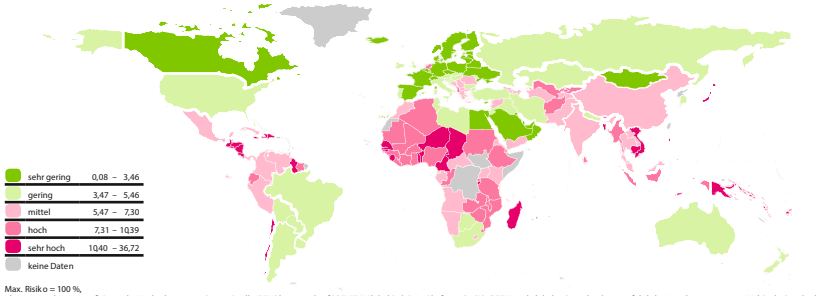 sehr gering 0,08 – 3,46
gering 3,47 – 5,46
mittel 5,47 – 7,30
hoch 7,31 – 10,39
sehr hoch 10,40 – 36,72
keine Daten
Max. Risiko = 100 %,